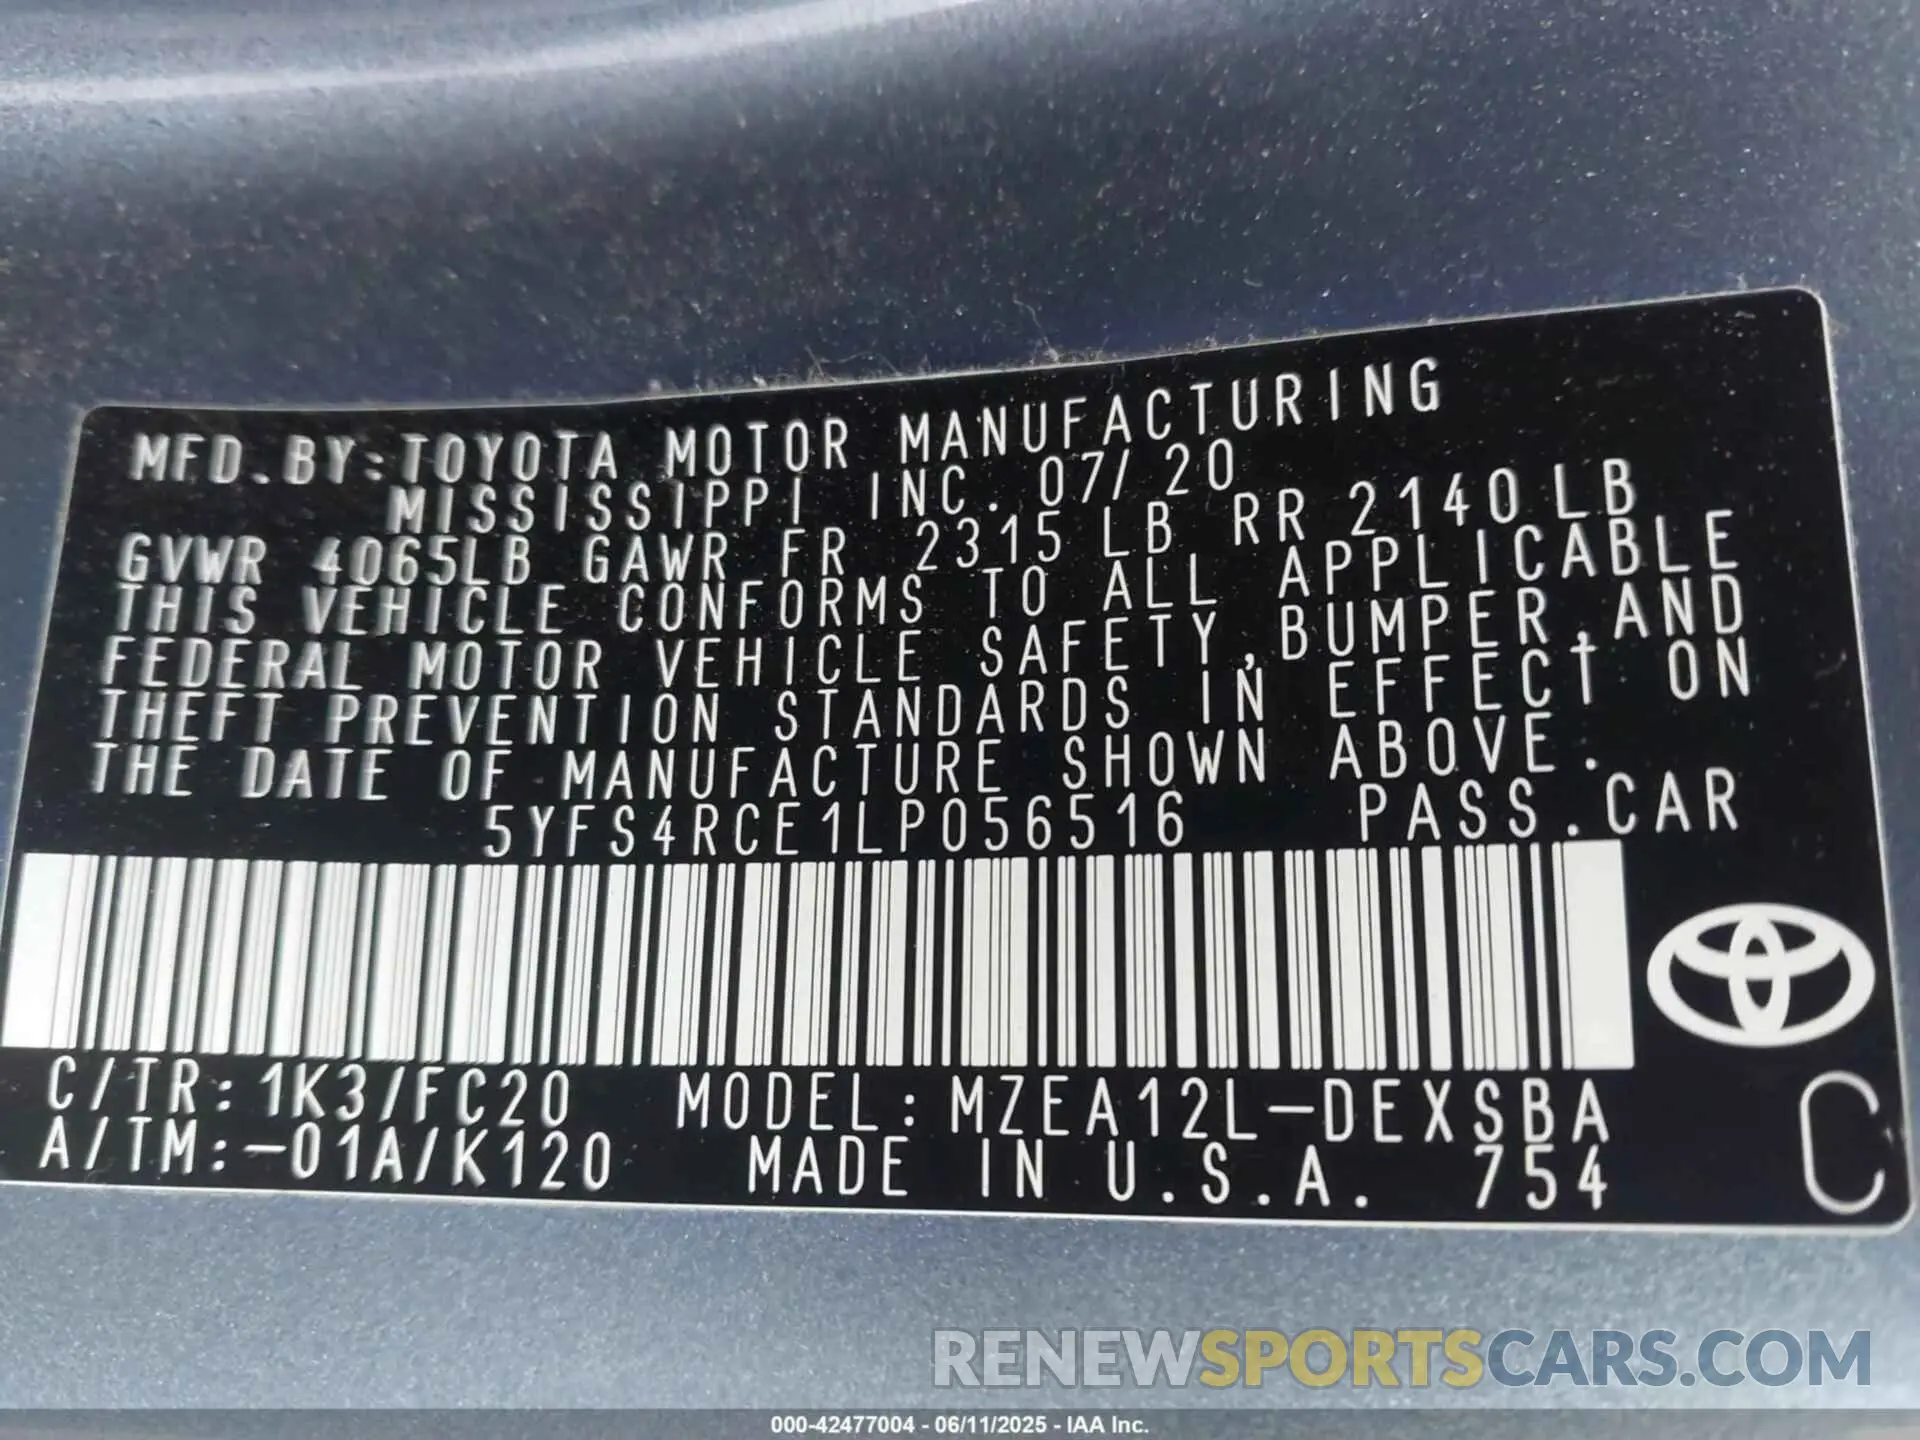 MFD.BY:TOYOTA MOTOR MANUFACTURING
MISSISSIPPI INC. 07/20
GVWR 4065LB GAWR FR 2315 LB RR 2140LB
THIS VEHICLE CONFORMS TO ALL APPLICABLE
FEDERAL MOTOR VEHICLE SAFETY,BUMPER,AND
THEFT PREVENTION STANDARDS IN EFFECT ON
THE DATE OF MANUFACTURE SHOWN ABOVE.
5YFS4RCE1LP056516 PASS.CAR
C/TR:1K3/FC20 MODEL:MZEA12L-DEXSBA
A/TM:-01A/K120 MADE IN U.S.A. 754
C
RENEWSPORTSCARS.COM
000-42477004 - 06/11/2025 - IAA Inc.